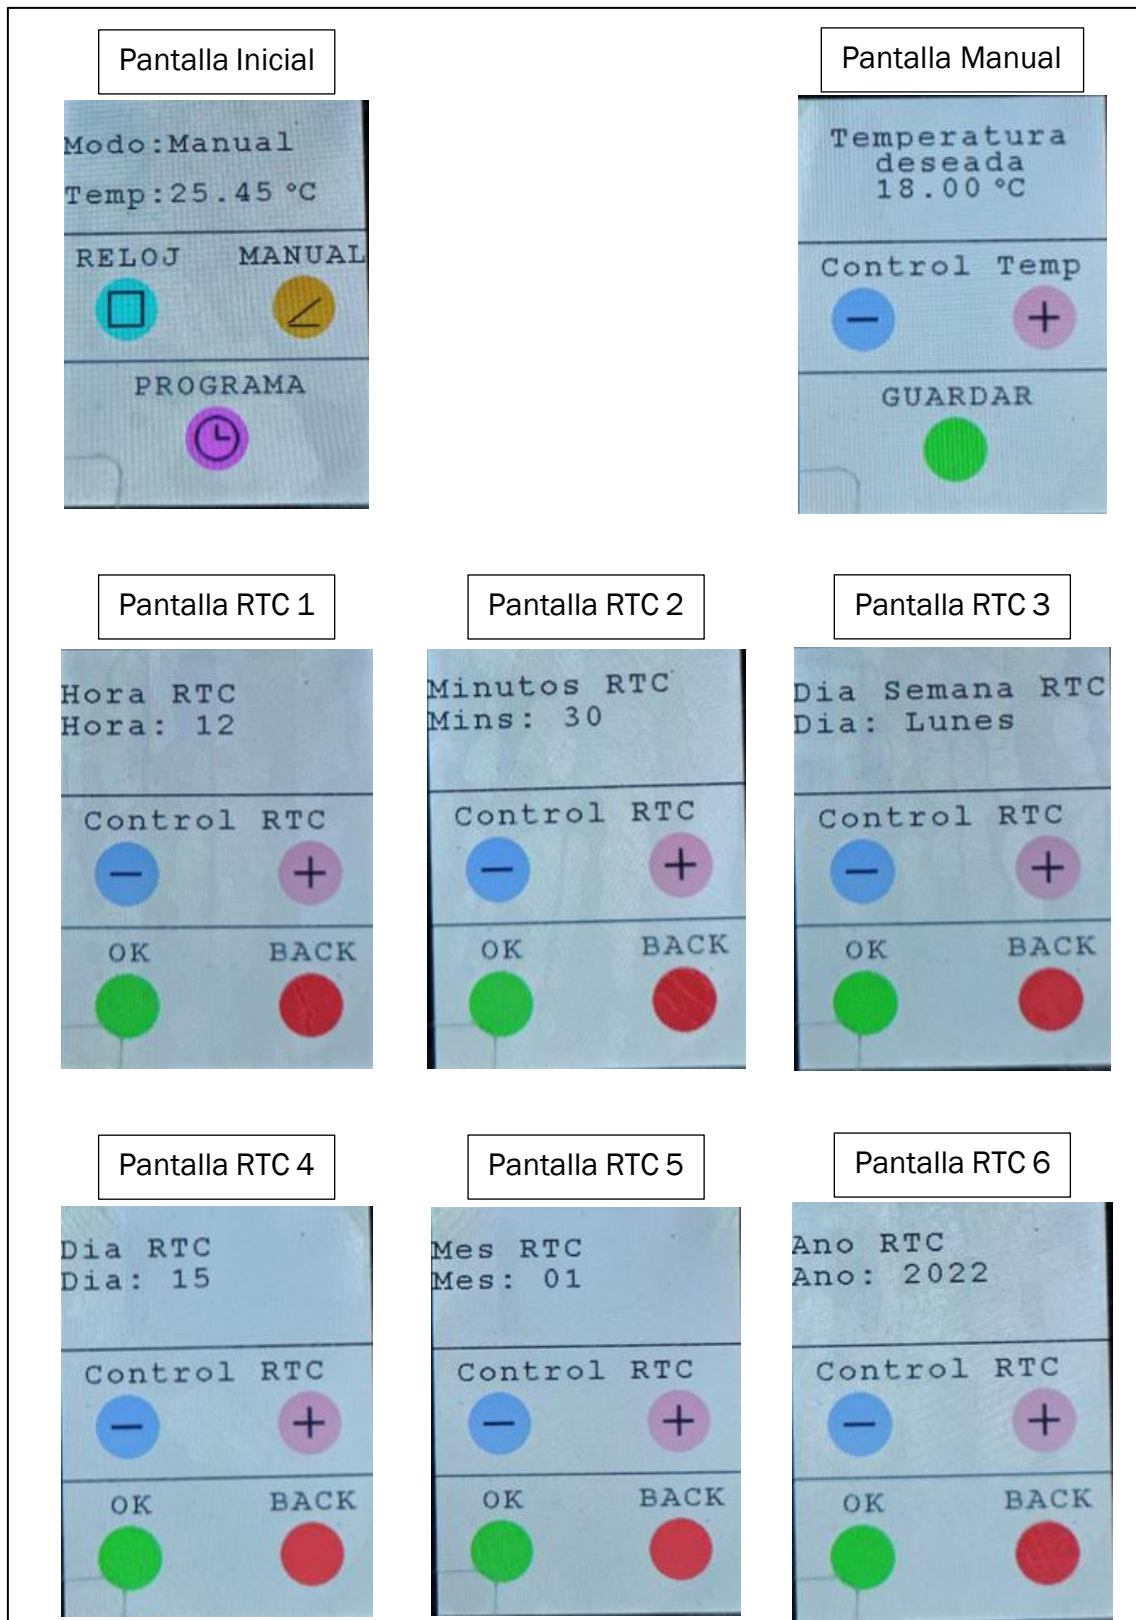 Pantalla Inicial
Modo:Manual
Temp:25.45 °C
RELOJ MANUAL
PROGRAMA
Pantalla Manual
Temperatura
deseada
18.00 °C
Control Temp
GUARDAR
Pantalla RTC 1
Hora RTC
Hora: 12
Control RTC
OK BACK
Pantalla RTC 2
Minutos RTC
Mins: 30
Control RTC
OK BACK
Pantalla RTC 3
Dia Semana RTC
Dia: Lunes
Control RTC
OK BACK
Pantalla RTC 4
Dia RTC
Dia: 15
Control RTC
OK BACK
Pantalla RTC 5
Mes RTC
Mes: 01
Control RTC
OK BACK
Pantalla RTC 6
Ano RTC
Ano: 2022
Control RTC
OK BACK